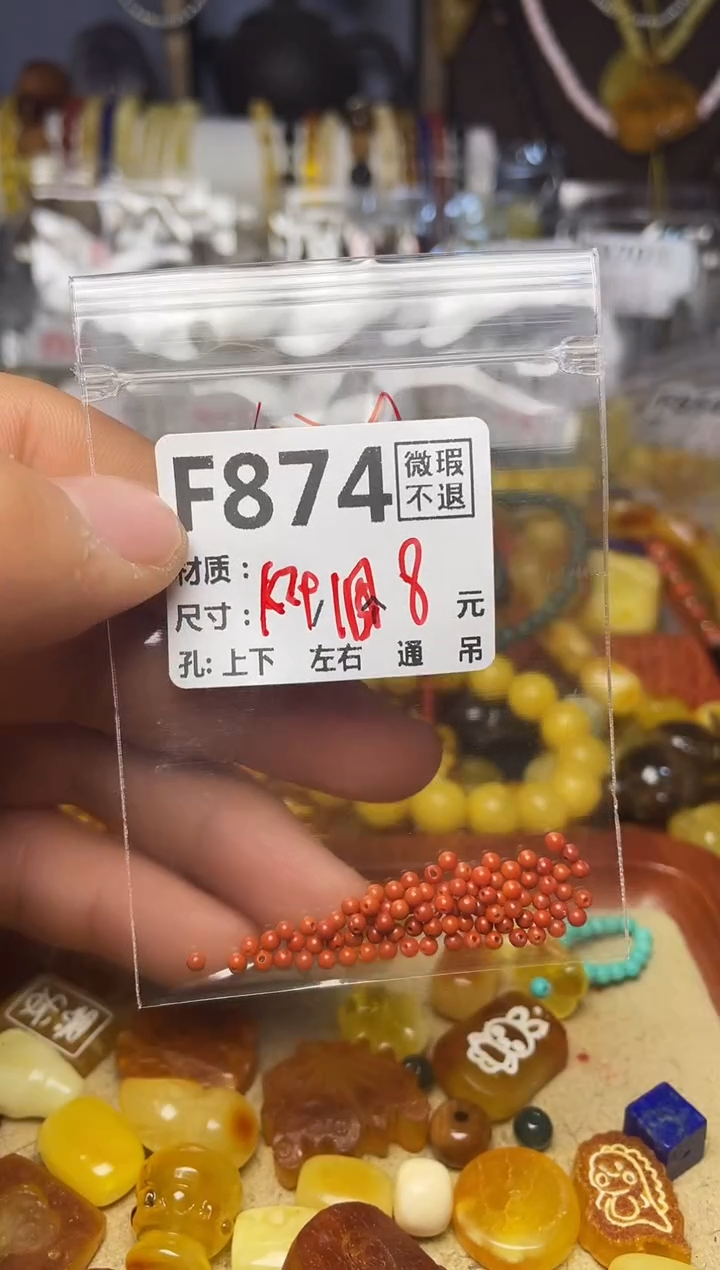 F874 微瑕
不退
材质：
尺寸： / 个 8 元
孔: 上下 左右 通 吊